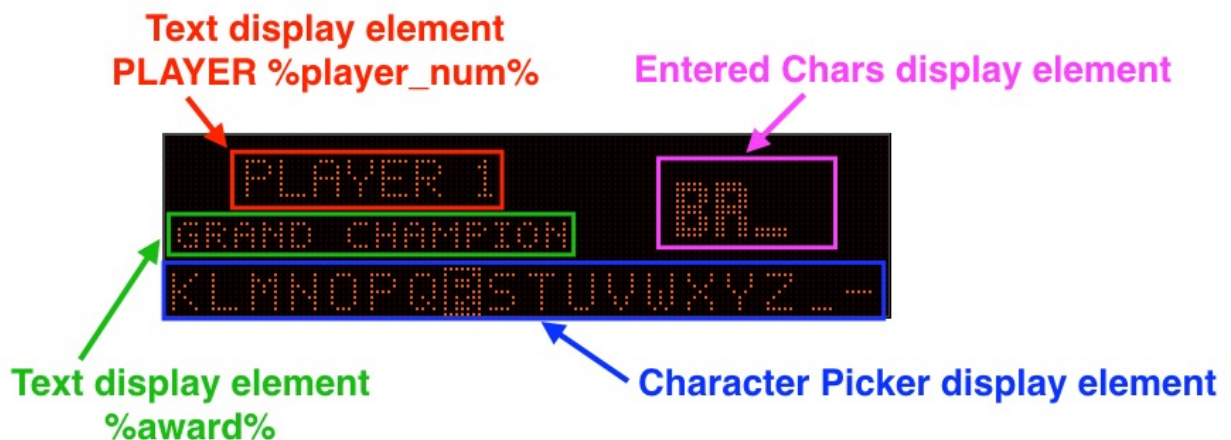 Text display element
PLAYER %player_num%
Entered Chars display element
PLAYER 1
BA_
GRAND CHAMPION
KLMNOPQRSTUVWXYZ_-
Text display element
%award%
Character Picker display element